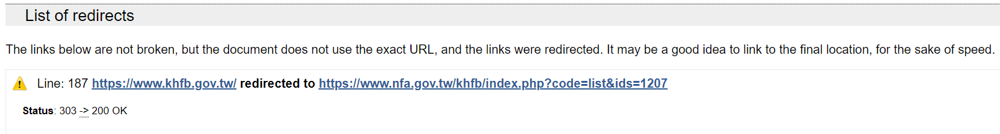 List of redirects
The links below are not broken, but the document does not use the exact URL, and the links were redirected. It may be a good idea to link to the final location, for the sake of speed.
Line: 187 https://www.khfb.gov.tw/ redirected to https://www.nfa.gov.tw/khfb/index.php?code=list&ids=1207
Status: 303 -> 200 OK